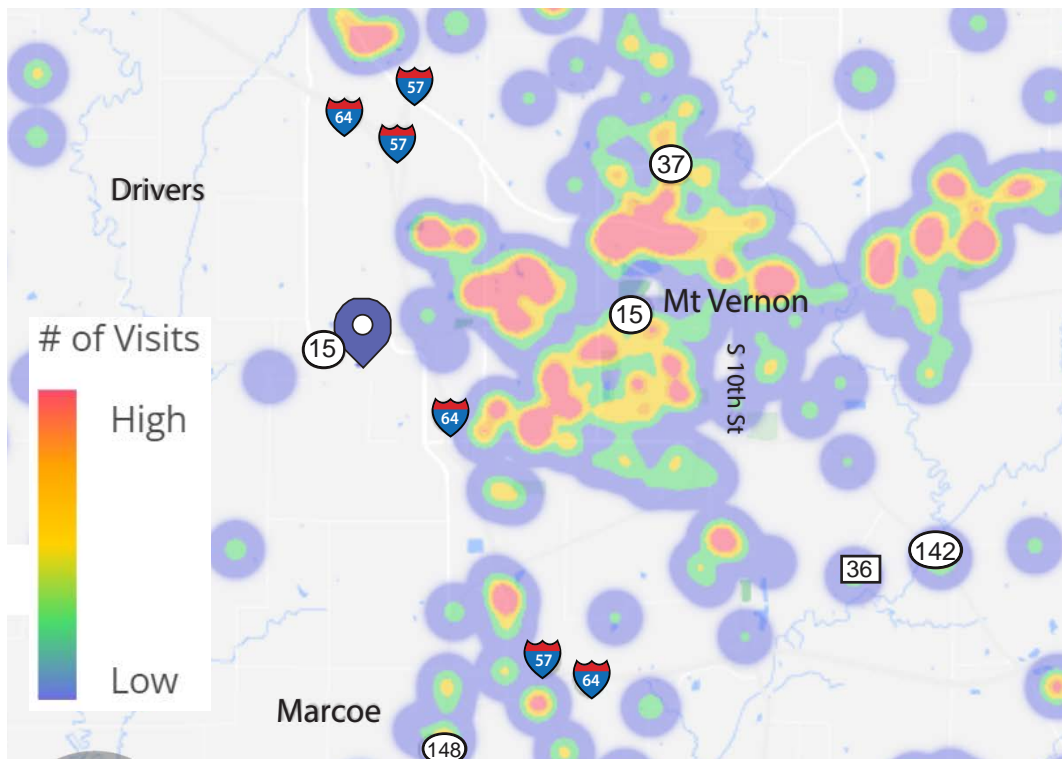 57
64
57
37
Drivers
Mt Vernon
15
# of Visits
15
S 10th St
High
64
142
36
57
64
Low
Marcoe
148